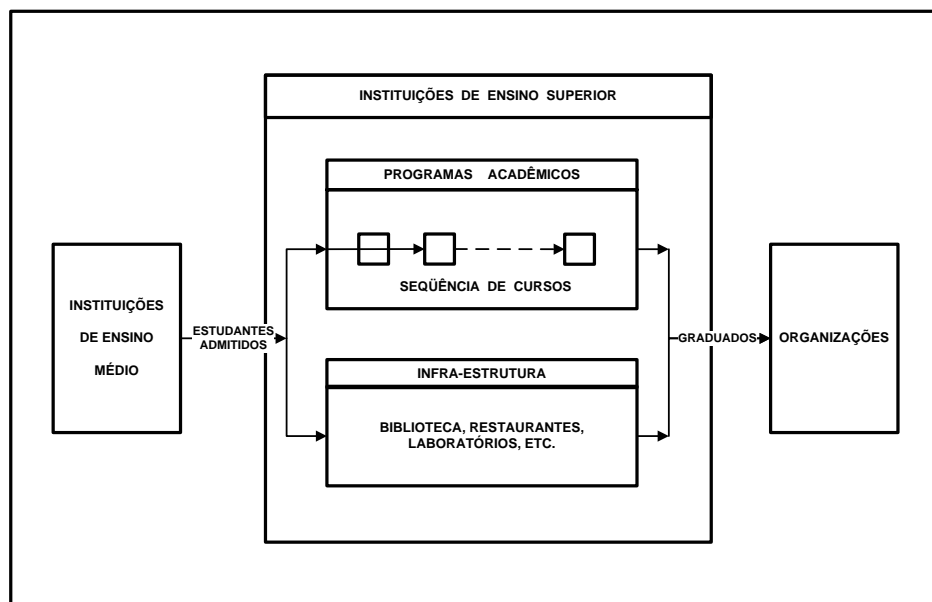 INSTITUIÇÕES DE ENSINO SUPERIOR
PROGRAMAS ACADÊMICOS
SEQÜÊNCIA DE CURSOS
INSTITUIÇÕES
DE ENSINO
MÉDIO
ESTUDANTES
ADMITIDOS
GRADUADOS
ORGANIZAÇÕES
INFRA-ESTRUTURA
BIBLIOTECA, RESTAURANTES,
LABORATÓRIOS, ETC.